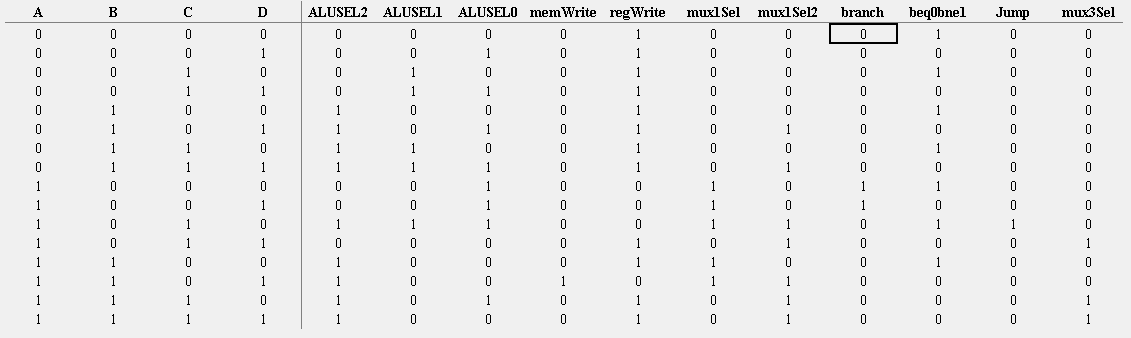 A B C D ALUSEL2 ALUSEL1 ALUSEL0 memWrite regWrite mux1Sel mux1Sel2 branch beq0bne1 Jump mux3Sel
0 0 0 0 0 0 0 0 1 0 0 0 1 0 0
0 0 0 1 0 0 1 0 1 0 0 0 0 0 0
0 0 1 0 0 1 0 0 1 0 0 0 1 0 0
0 0 1 1 0 1 1 0 1 0 0 0 0 0 0
0 1 0 0 1 0 0 0 1 0 0 0 1 0 0
0 1 0 1 1 0 1 0 1 0 1 0 0 0 0
0 1 1 0 1 1 0 0 1 0 0 0 1 0 0
0 1 1 1 1 1 1 0 1 0 1 0 0 0 0
1 0 0 0 0 0 1 0 0 1 0 1 1 0 0
1 0 0 1 0 0 1 0 0 1 0 1 0 0 0
1 0 1 0 1 1 1 0 0 1 1 0 1 1 0
1 0 1 1 0 0 0 0 1 0 1 0 0 0 1
1 1 0 0 1 0 0 0 1 1 0 0 1 0 0
1 1 0 1 1 0 0 1 0 1 1 0 0 0 0
1 1 1 0 1 0 1 0 1 0 1 0 0 0 1
1 1 1 1 1 0 0 0 1 0 1 0 0 0 1